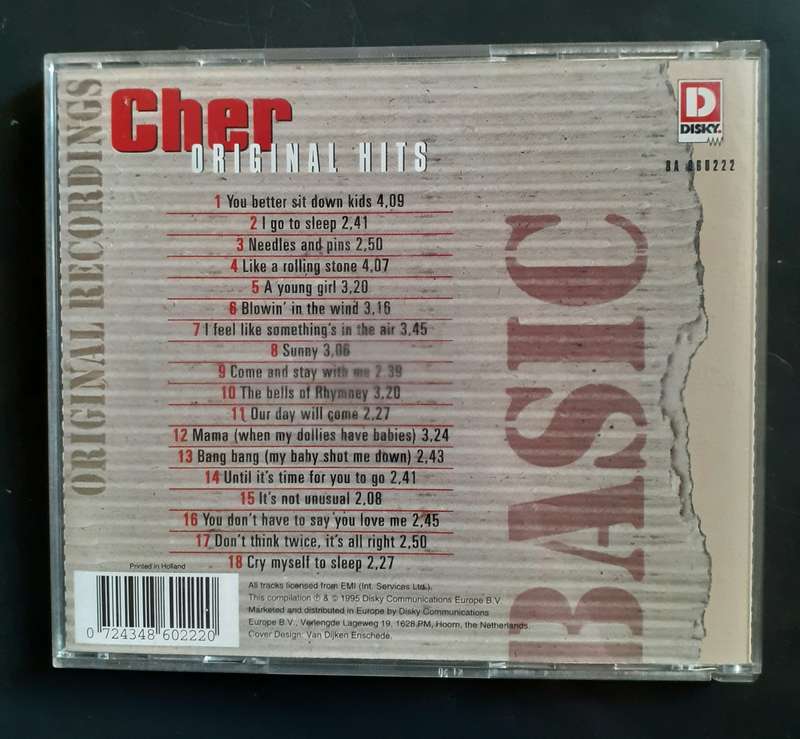 Cher
ORIGINAL HITS
ORIGINAL RECORDINGS
D
DISKY
BA 860222
1 You better sit down kids 4,09
2 I go to sleep 2,41
3 Needles and pins 2,50
4 Like a rolling stone 4,07
5 A young girl 3,20
6 Blowin' in the wind 3,16
7 I feel like something's in the air 3,45
8 Sunny 3,06
9 Come and stay with me 2.39
10 The bells of Rhymney 3,20
11 Our day will come 2,27
12 Mama (when my dollies have babies) 3,24
13 Bang bang (my baby shot me down) 2,43
14 Until it's time for you to go 2,41
15 It's not unusual 2,08
16 You don't have to say you love me 2,45
17 Don't think twice, it's all right 2,50
18 Cry myself to sleep 2,27
BASIC
Printed in Holland
0 724348 602220
All tracks licensed from EMI (Int. Services Ltd.).
This compilation ℗ & © 1995 Disky Communications Europe B.V.
Marketed and distributed in Europe by Disky Communications
Europe B.V., Verlengde Lageweg 19, 1628 PM, Hoorn, the Netherlands.
Cover Design: Van Dijken Enschede.